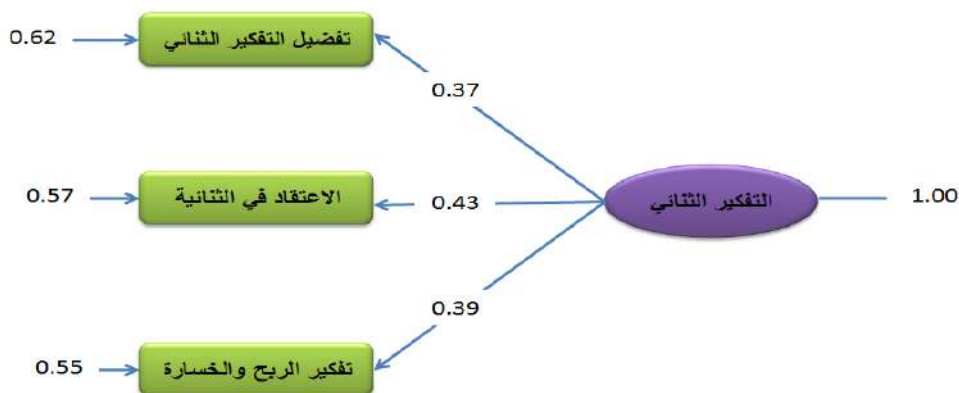 تفضيل التفكير الثنائي
0.62
0.37
التفكير الثنائي
1.00
الاعتقاد في الثنائية
0.43
0.57
0.39
تفكير الربح والخسارة
0.55